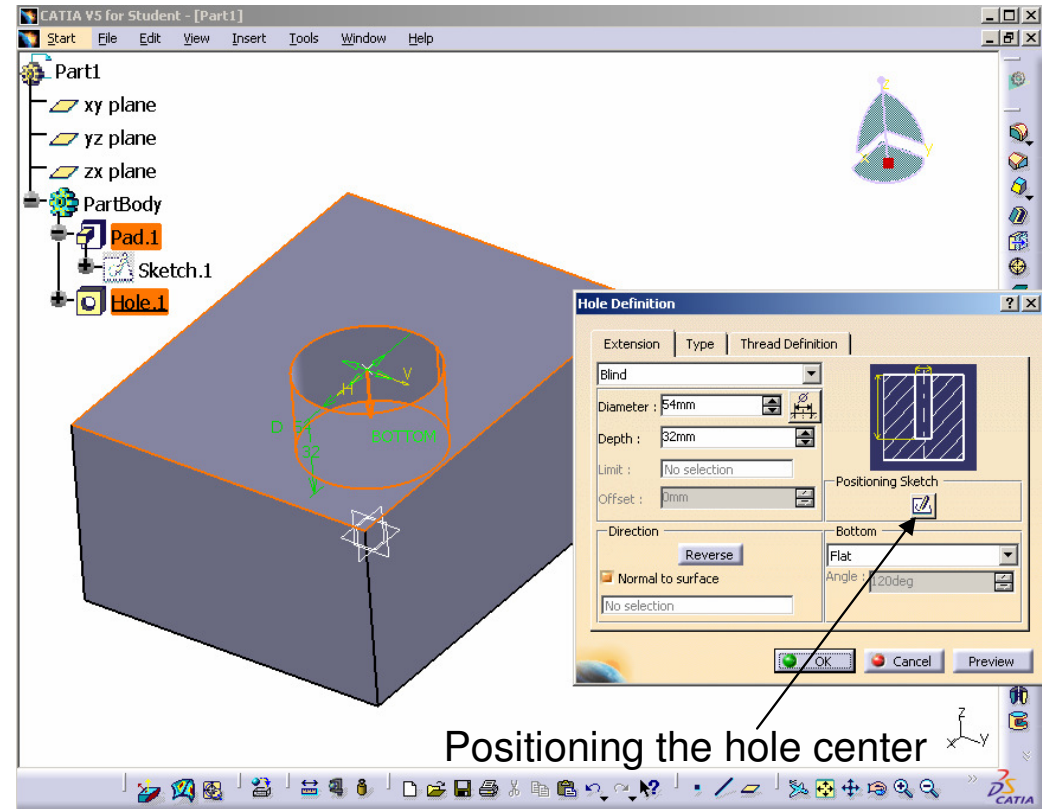 CATIA V5 for Student - [Part1]
Start File Edit View Insert Tools Window Help
Part1
xy plane
yz plane
zx plane
PartBody
Pad.1
Sketch.1
Hole.1
z
x
y
H
V
D
32
BOTTOM
Hole Definition
Extension Type Thread Definition
Blind
Diameter : 54mm
Depth : 32mm
Limit : No selection
Offset : 0mm
Positioning Sketch
Direction
Reverse
Normal to surface
No selection
Bottom
Flat
Angle : 120deg
OK Cancel Preview
Positioning the hole center
z
x
y
CATIA